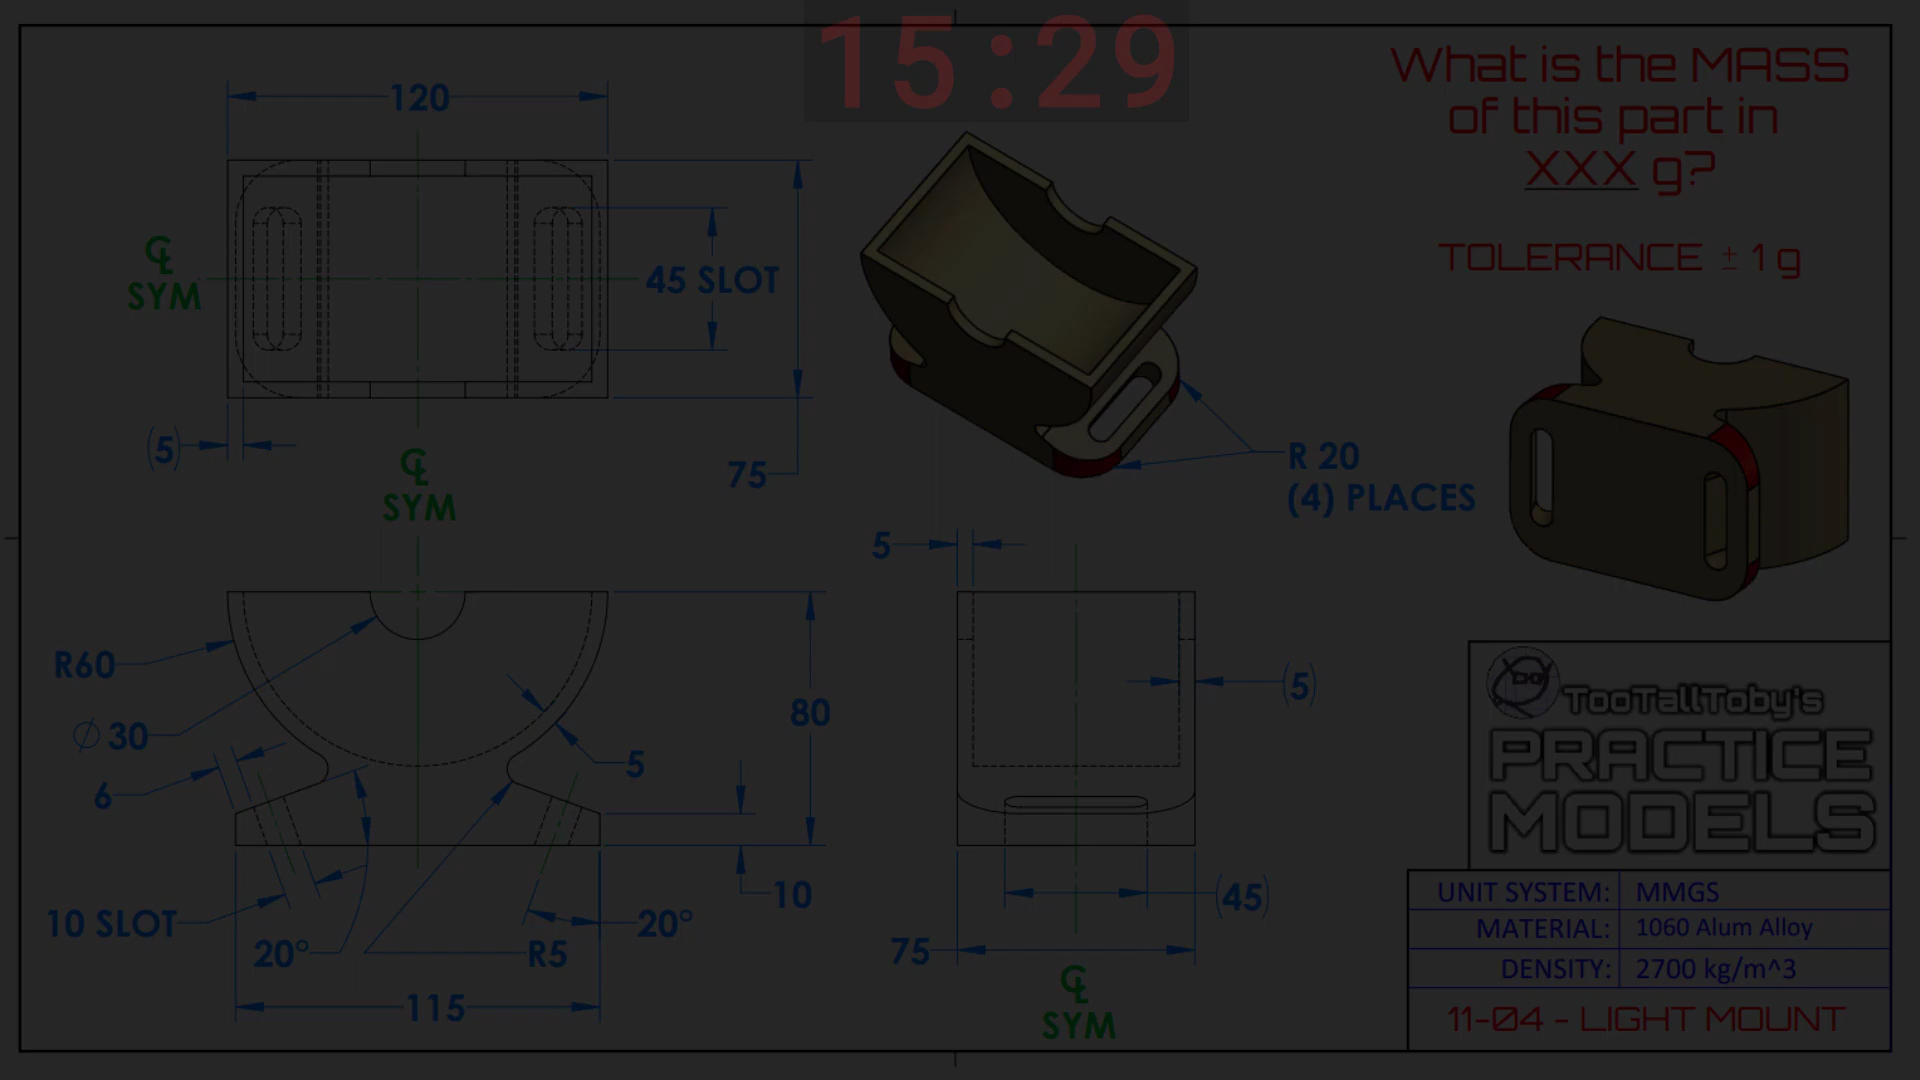 15:29
What is the MASS
of this part in
XXX g?
TOLERANCE ± 1 g
120
℄
SYM
45 SLOT
(5)
75
℄
SYM
R 20
(4) PLACES
5
R60
Ø 30
6
80
5
(5)
10 SLOT
20°
R5
20°
10
115
(45)
75
℄
SYM
TooTallToby's
PRACTICE
MODELS
UNIT SYSTEM: MMGS
MATERIAL: 1060 Alum Alloy
DENSITY: 2700 kg/m^3
11-04 - LIGHT MOUNT